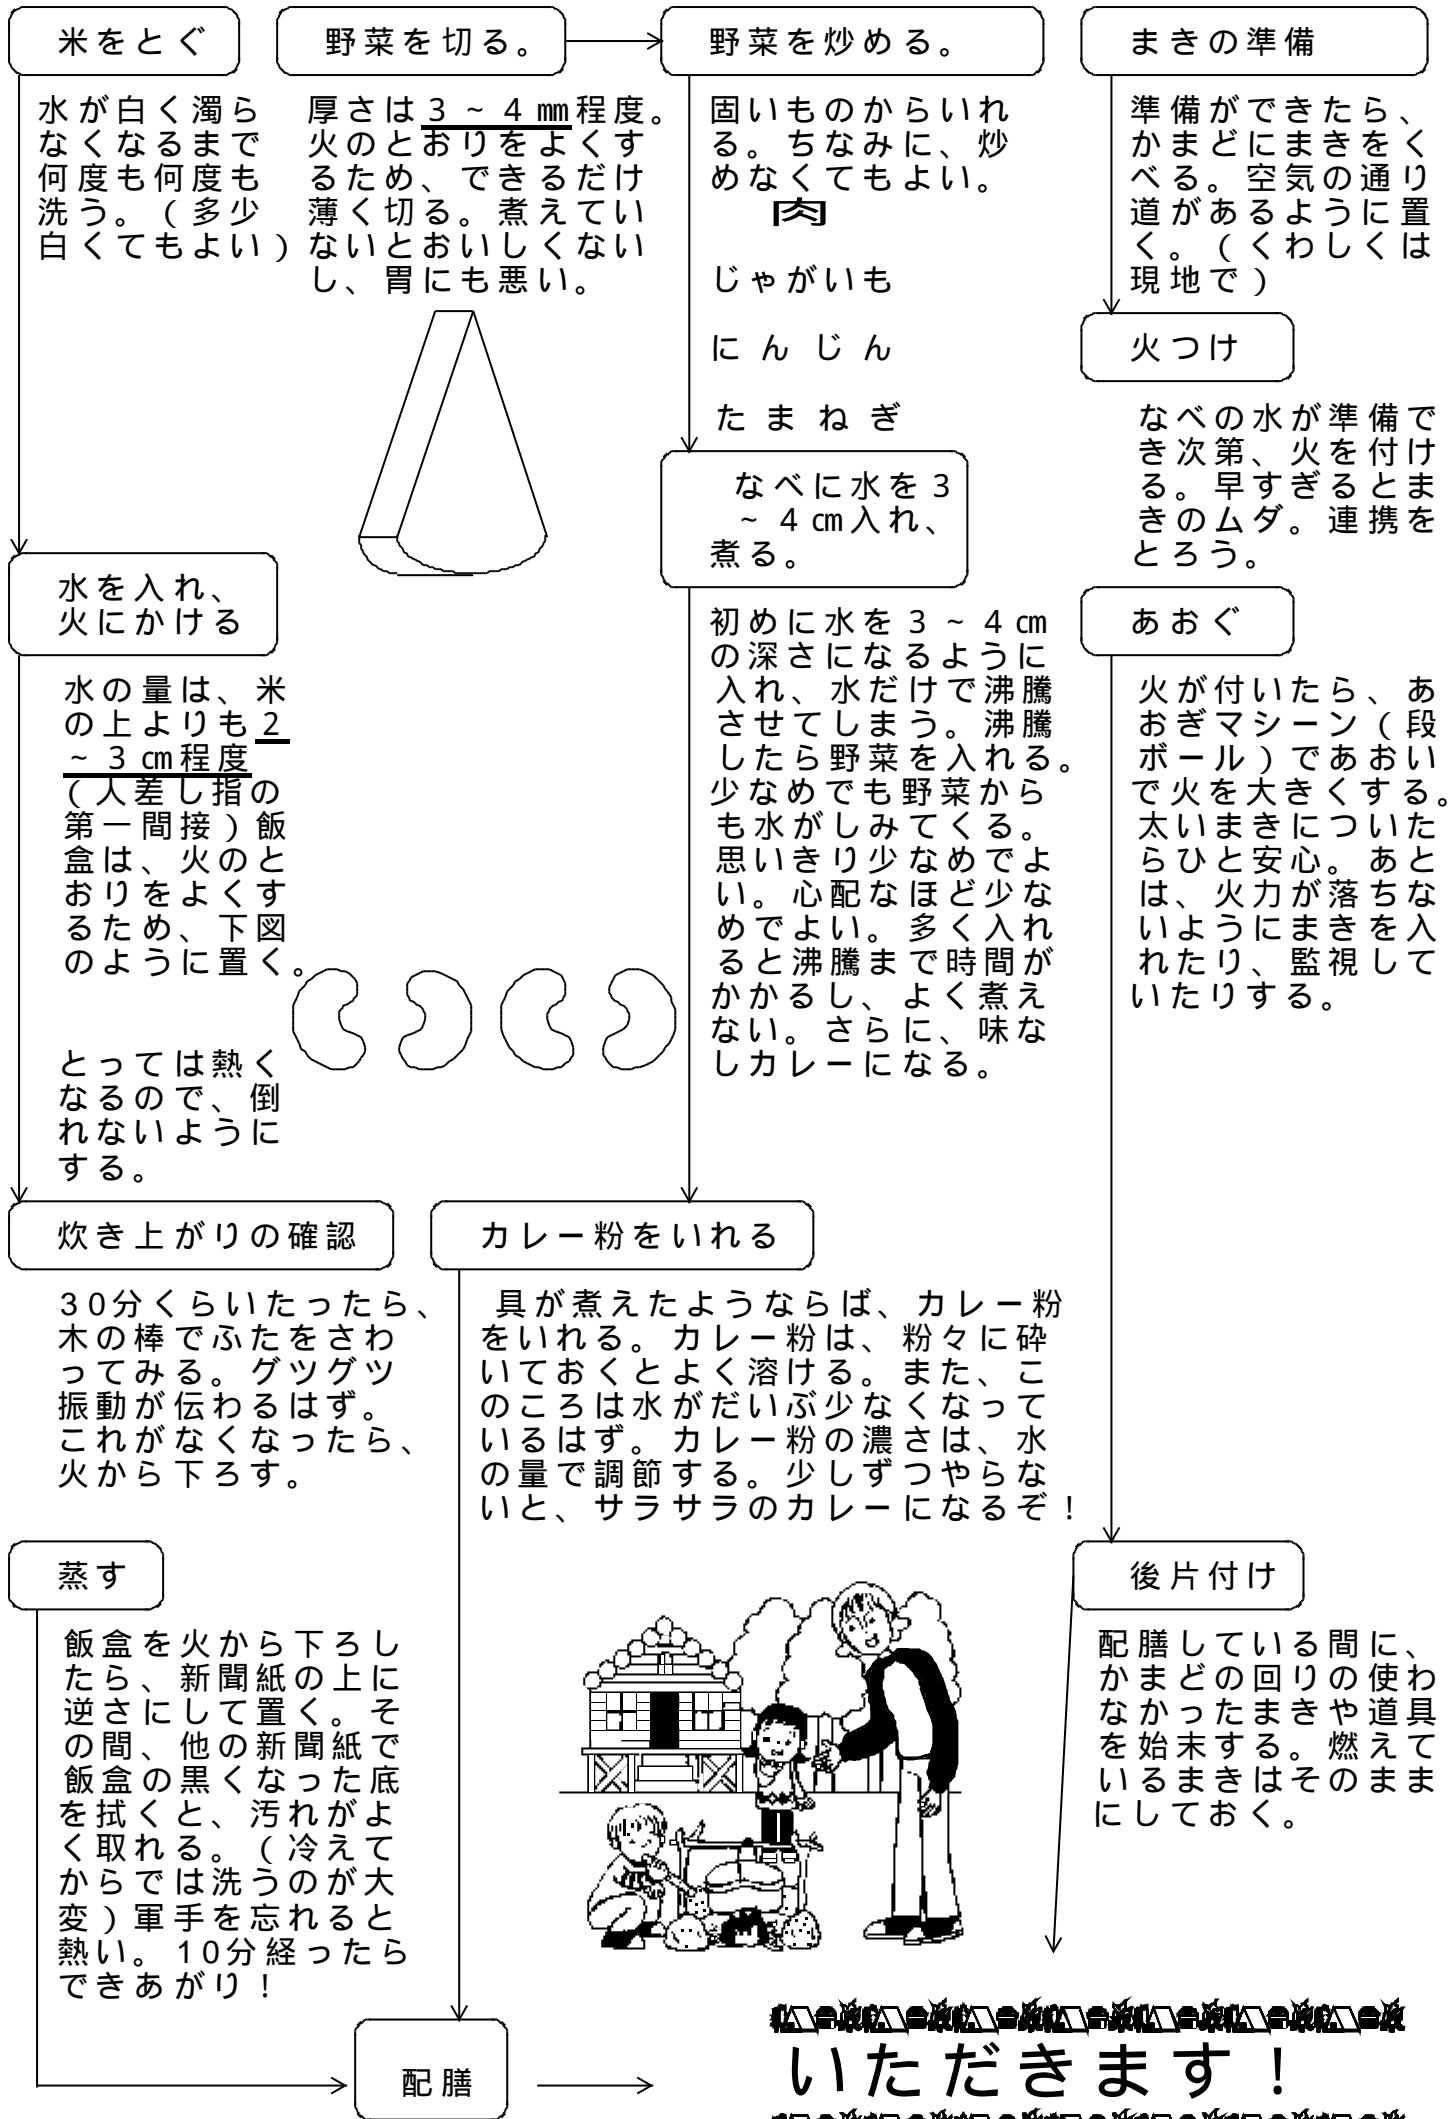 米をとぐ
水が白く濁ら
なくなるまで
何度も何度も
洗う。（多少
白くてもよい）
水を入れ、
火にかける
水の量は、米
の上よりも２
～３㎝程度
（人差し指の
第一間接）飯
盒は、火のと
おりをよくす
るため、下図
のように置く。
とっては熱く
なるので、倒
れないように
する。
炊き上がりの確認
30分くらいたったら、
木の棒でふたをさわ
ってみる。グツグツ
振動が伝わるはず。
これがなくなったら、
火から下ろす。
蒸す
飯盒を火から下ろし
たら、新聞紙の上に
逆さにして置く。そ
の間、他の新聞紙で
飯盒の黒くなった底
を拭くと、汚れがよ
く取れる。（冷えて
からでは洗うのが大
変）軍手を忘れると
熱い。10分経ったら
できあがり！
野菜を切る。
厚さは３～４㎜程度。
火のとおりをよくす
るため、できるだけ
薄く切る。煮えてい
ないとおいしくない
し、胃にも悪い。
野菜を炒める。
固いものからいれ
る。ちなみに、炒
めなくてもよい。
肉
じゃがいも
にんじん
たまねぎ
なべに水を３
～４㎝入れ、
煮る。
初めに水を３～４㎝
の深さになるように
入れ、水だけで沸騰
させてしまう。沸騰
したら野菜を入れる。
少なめでも野菜から
も水がしみてくる。
思いきり少なめでよ
い。心配なほど少な
めでよい。多く入れ
ると沸騰まで時間が
かかるし、よく煮え
ない。さらに、味な
しカレーになる。
カレー粉をいれる
具が煮えたようならば、カレー粉
をいれる。カレー粉は、粉々に砕
いておくとよく溶ける。また、こ
のころは水がだいぶ少なくなって
いるはず。カレー粉の濃さは、水
の量で調節する。少しずつやらな
いと、サラサラのカレーになるぞ！
まきの準備
準備ができたら、
かまどにまきをく
べる。空気の通り
道があるように置
く。（くわしくは
現地で）
火つけ
なべの水が準備で
き次第、火を付け
る。早すぎるとま
きのムダ。連携を
とろう。
あおぐ
火が付いたら、あ
おぎマシーン（段
ボール）であおい
で火を大きくする。
太いまきについた
らひと安心。あと
は、火力が落ちな
いようにまきを入
れたり、監視して
いたりする。
後片付け
配膳している間に、
かまどの回りの使わ
なかったまきや道具
を始末する。燃えて
いるまきはそのまま
にしておく。
配膳
いただきます！